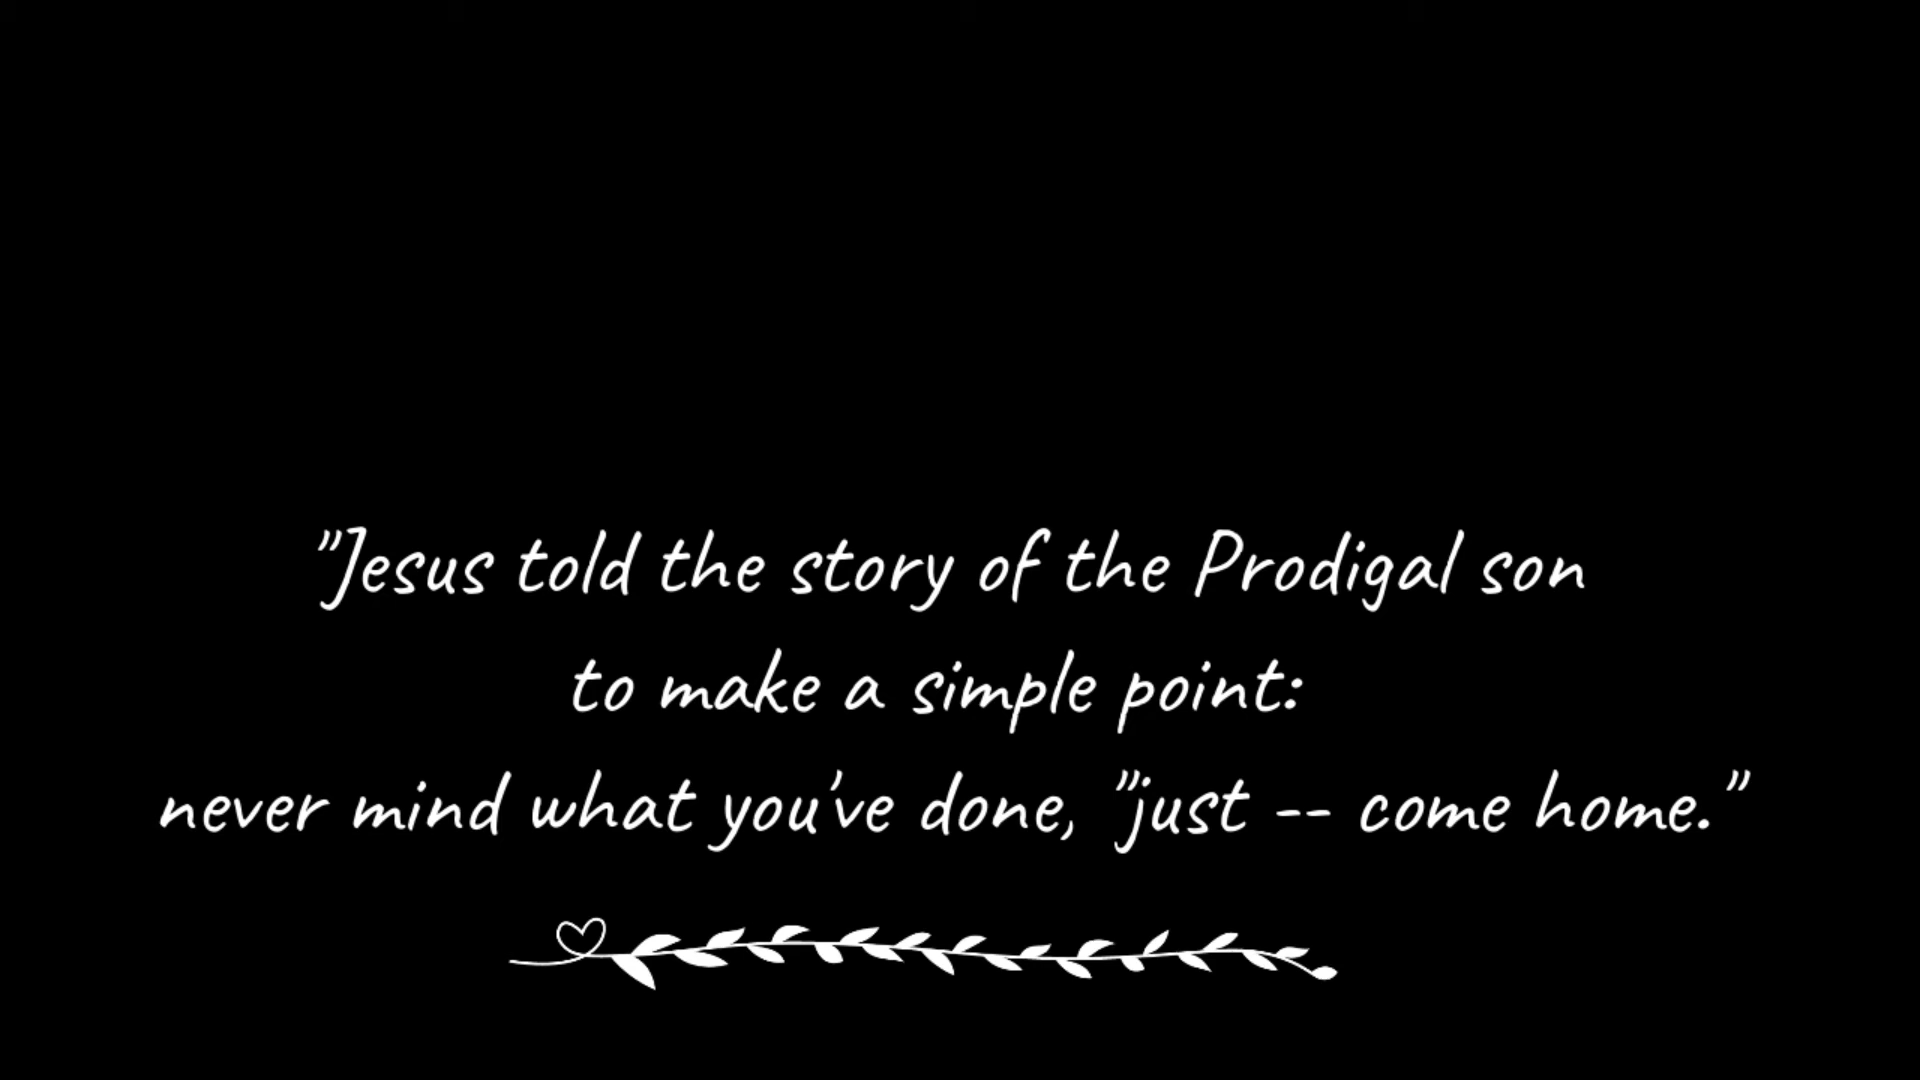 "Jesus told the story of the Prodigal son
to make a simple point:
never mind what you've done, "just -- come home."